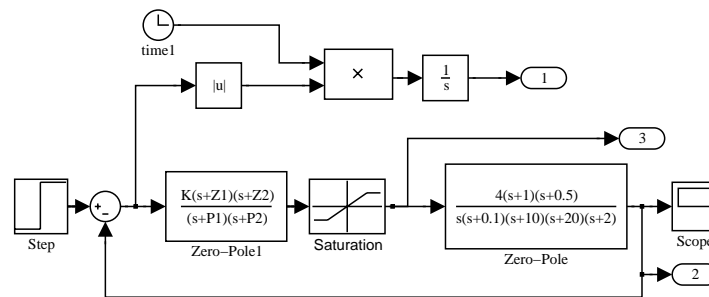 time1
|u|
×
1
s
1
3
K(s+Z1)(s+Z2)
(s+P1)(s+P2)
4(s+1)(s+0.5)
s(s+0.1)(s+10)(s+20)(s+2)
+
−
Step
Zero−Pole1
Saturation
Zero−Pole
Scope
2